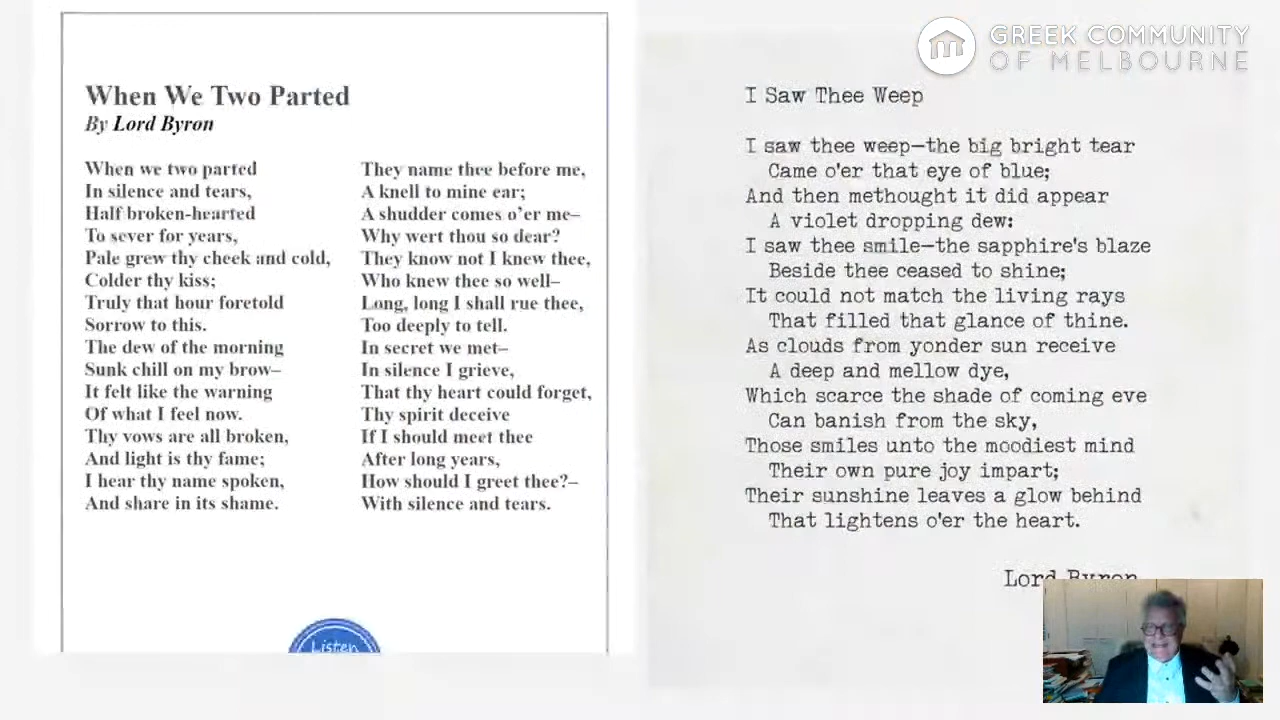 GREEK COMMUNITY
OF MELBOURNE
When We Two Parted
By Lord Byron
When we two parted
In silence and tears,
Half broken-hearted
To sever for years,
Pale grew thy cheek and cold,
Colder thy kiss;
Truly that hour foretold
Sorrow to this.
The dew of the morning
Sunk chill on my brow–
It felt like the warning
Of what I feel now.
Thy vows are all broken,
And light is thy fame;
I hear thy name spoken,
And share in its shame.
They name thee before me,
A knell to mine ear;
A shudder comes o'er me–
Why wert thou so dear?
They know not I knew thee,
Who knew thee so well–
Long, long I shall rue thee,
Too deeply to tell.
In secret we met–
In silence I grieve,
That thy heart could forget,
Thy spirit deceive
If I should meet thee
After long years,
How should I greet thee?–
With silence and tears.
Listen
I Saw Thee Weep
I saw thee weep—the big bright tear
Came o'er that eye of blue;
And then methought it did appear
A violet dropping dew:
I saw thee smile—the sapphire's blaze
Beside thee ceased to shine;
It could not match the living rays
That filled that glance of thine.
As clouds from yonder sun receive
A deep and mellow dye,
Which scarce the shade of coming eve
Can banish from the sky,
Those smiles unto the moodiest mind
Their own pure joy impart;
Their sunshine leaves a glow behind
That lightens o'er the heart.
Lord Byron